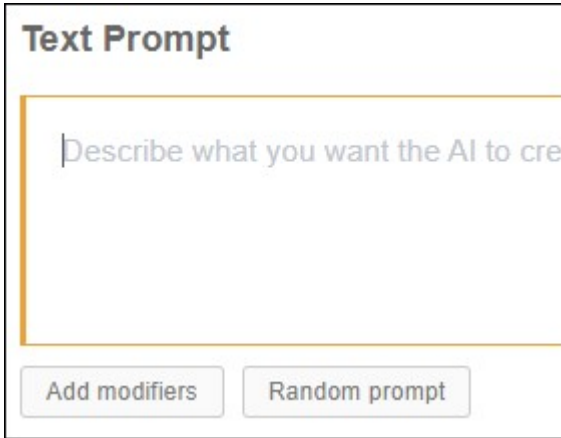 Text Prompt
Describe what you want the AI to cre
Add modifiers
Random prompt